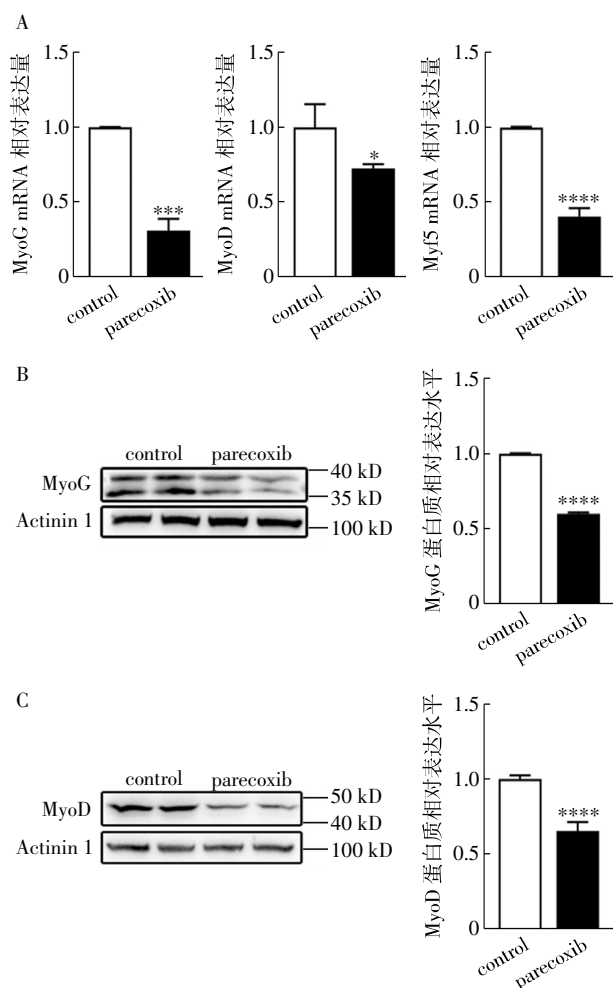 A
MyoG mRNA 相对表达量
1.5
1.0
0.5
0
***
control
parecoxib
MyoD mRNA 相对表达量
1.5
1.0
0.5
0
*
control
parecoxib
Myf5 mRNA 相对表达量
1.5
1.0
0.5
0
****
control
parecoxib
B
control parecoxib
MyoG
40 kD
35 kD
Actinin 1
100 kD
MyoG 蛋白质相对表达水平
1.5
1.0
0.5
0
****
control
parecoxib
C
control parecoxib
MyoD
50 kD
40 kD
Actinin 1
100 kD
MyoD 蛋白质相对表达水平
1.5
1.0
0.5
0
****
control
parecoxib